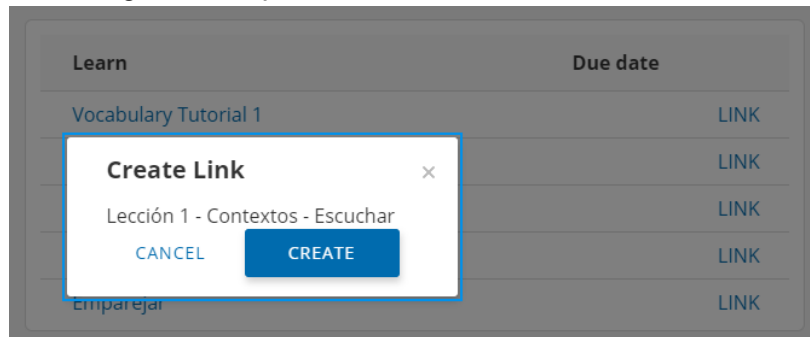 Learn Due date
Vocabulary Tutorial 1 LINK
Create Link × LINK
Lección 1 - Contextos - Escuchar LINK
CANCEL CREATE LINK
Emparejar LINK